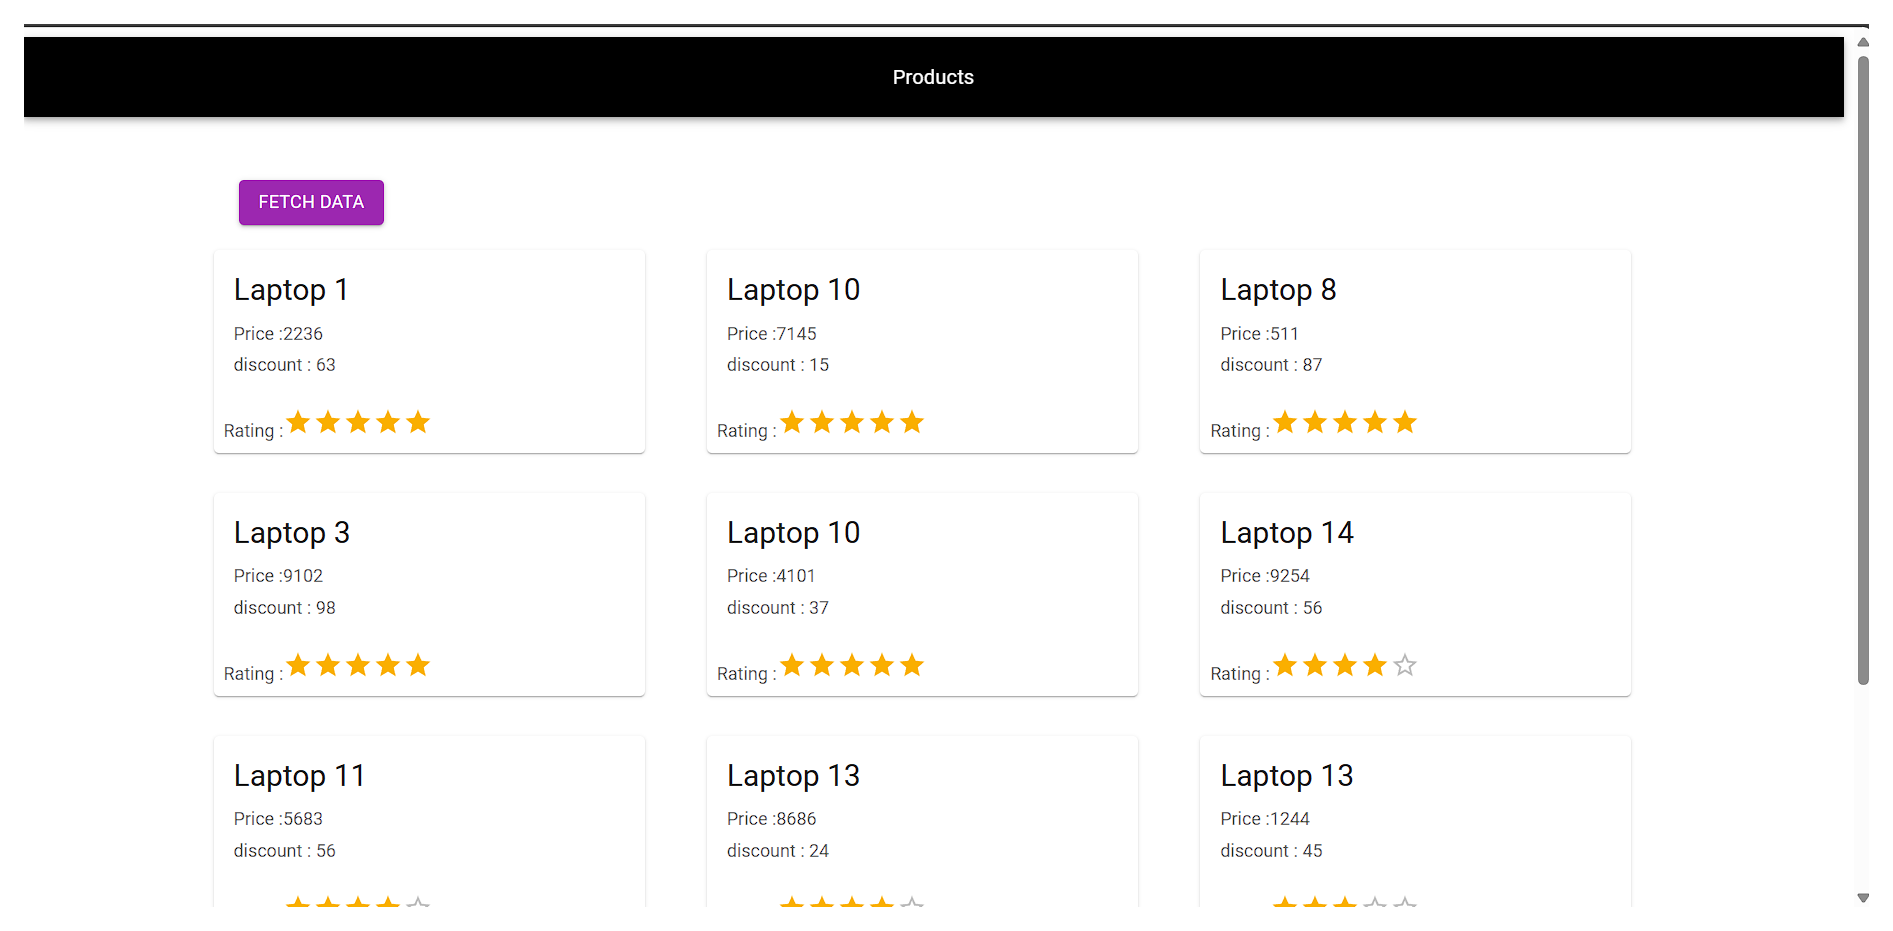 Products
FETCH DATA
Laptop 1
Price :2236
discount : 63
Rating :
Laptop 10
Price :7145
discount : 15
Rating :
Laptop 8
Price :511
discount : 87
Rating :
Laptop 3
Price :9102
discount : 98
Rating :
Laptop 10
Price :4101
discount : 37
Rating :
Laptop 14
Price :9254
discount : 56
Rating :
Laptop 11
Price :5683
discount : 56
Laptop 13
Price :8686
discount : 24
Laptop 13
Price :1244
discount : 45